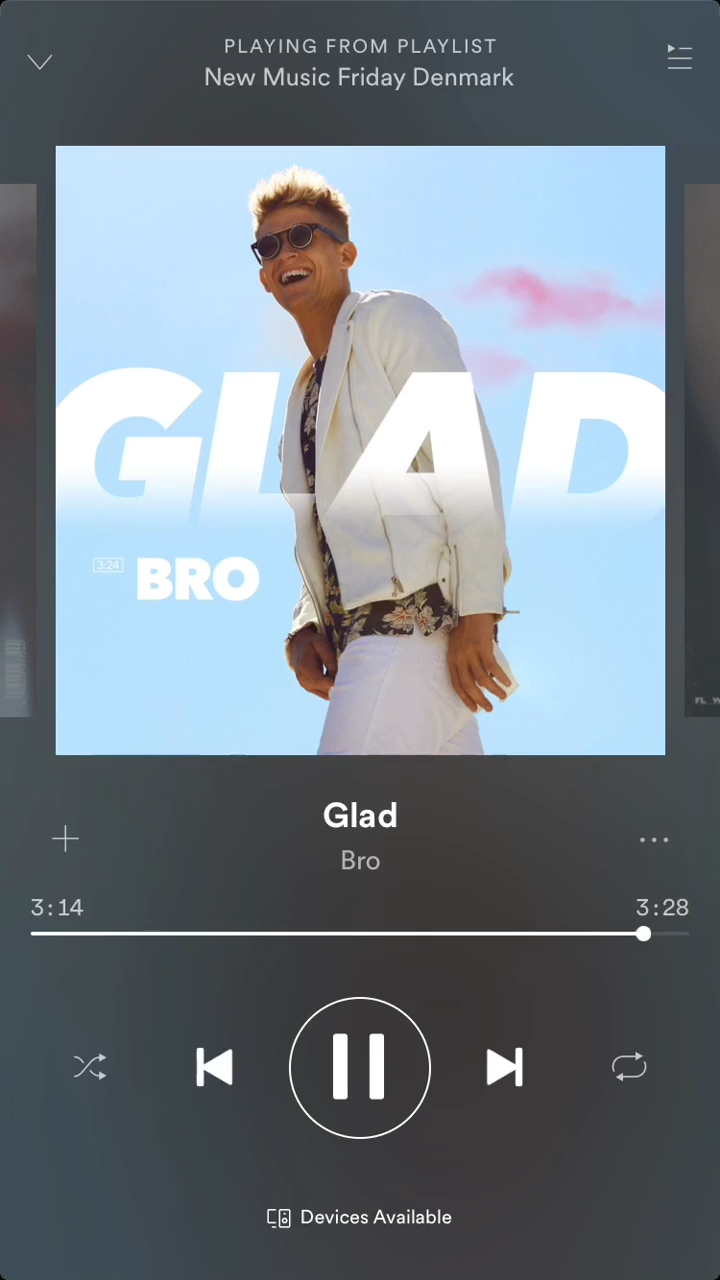 PLAYING FROM PLAYLIST
New Music Friday Denmark
GLAD
3:24
BRO
FL W
Glad
Bro
3:14
3:28
Devices Available